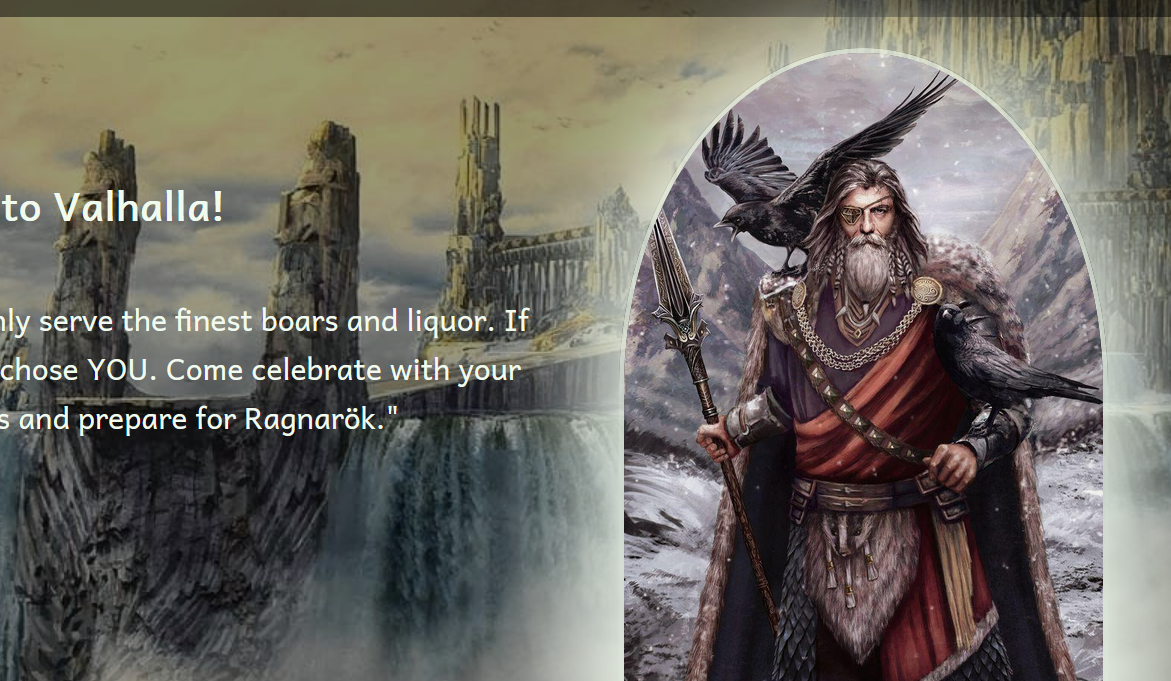 to Valhalla!
serve the finest boars and liquor. If
chose YOU. Come celebrate with your
and prepare for Ragnarök."